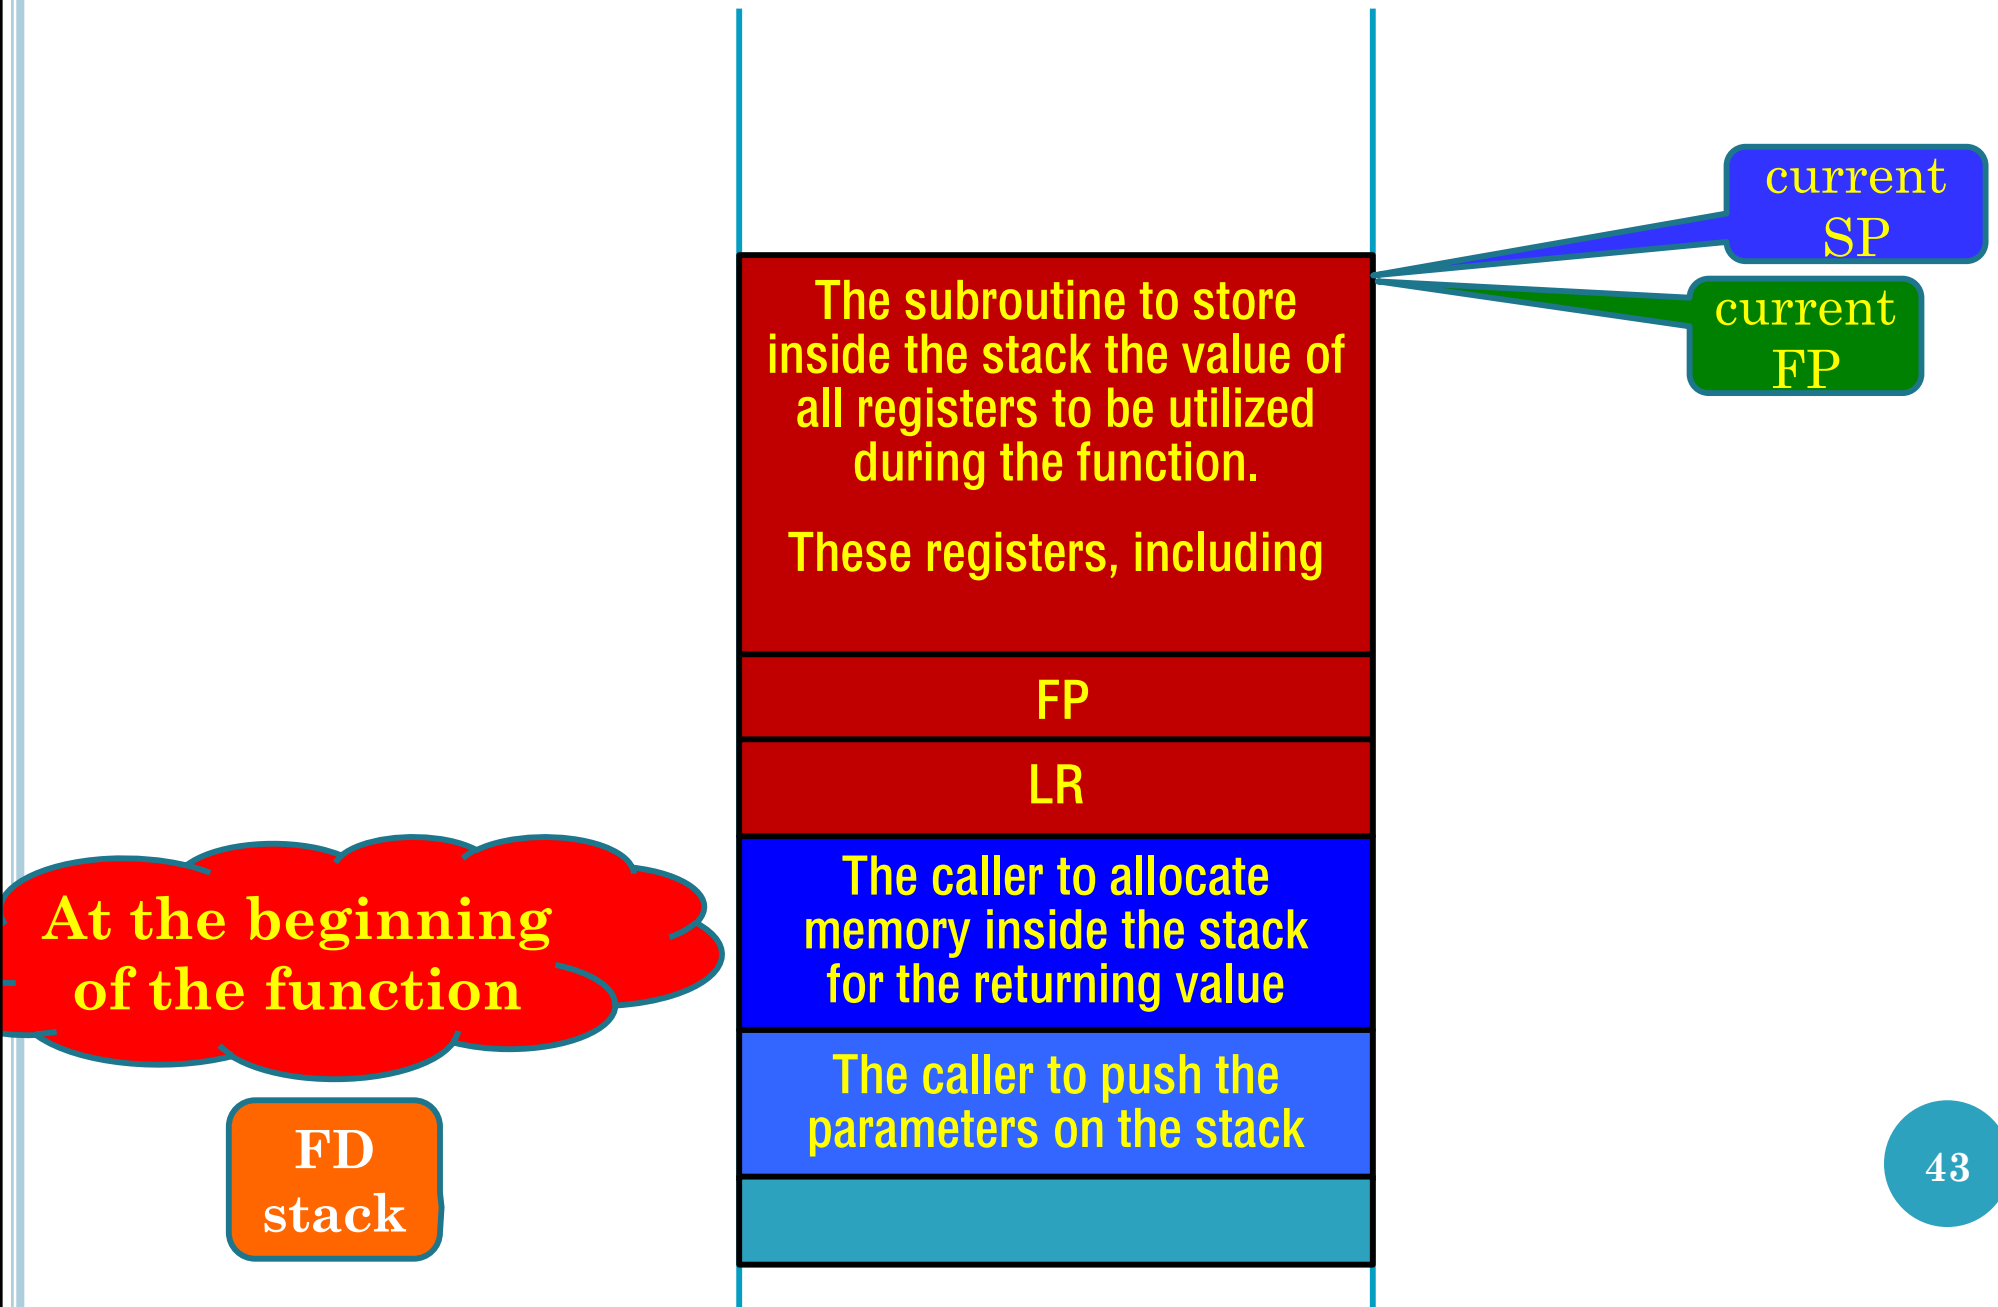 current
SP
current
FP
The subroutine to store
inside the stack the value of
all registers to be utilized
during the function.
These registers, including
FP
LR
The caller to allocate
memory inside the stack
for the returning value
The caller to push the
parameters on the stack
At the beginning
of the function
FD
stack
43